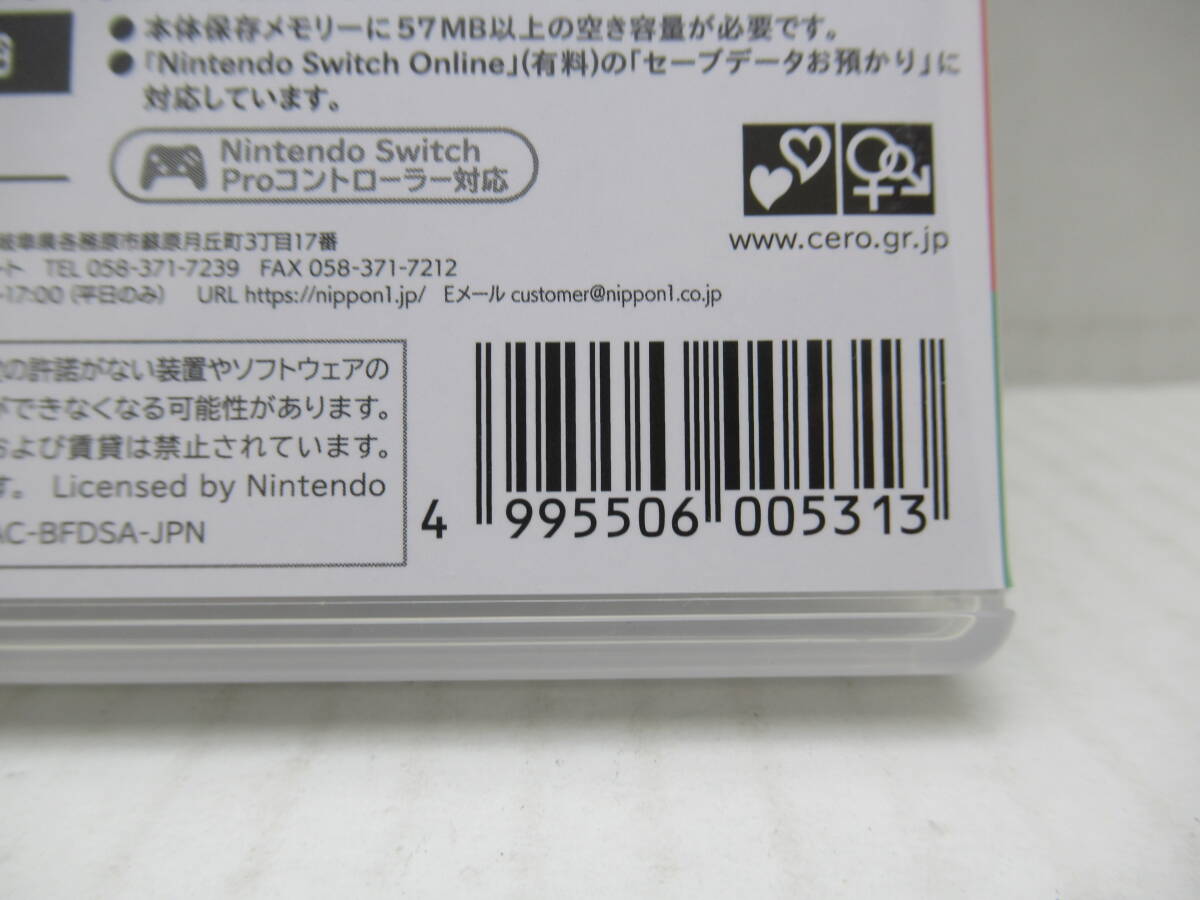 ● 本体保存メモリーに57MB以上の空き容量が必要です。
● 「Nintendo Switch Online」(有料)の「セーブデータお預かり」に
対応しています。
Nintendo Switch
Proコントローラー対応
www.cero.gr.jp
岐阜県各務原市蘇原月丘町3丁目17番
ート TEL 058-371-7239 FAX 058-371-7212
-17:00 (平日のみ) URL https://nippon1.jp/ Eメール customer@nippon1.co.jp
の許諾がない装置やソフトウェアの
ができなくなる可能性があります。
および賃貸は禁止されています。
す。 Licensed by Nintendo
AC-BFDSA-JPN
4 995506 005313